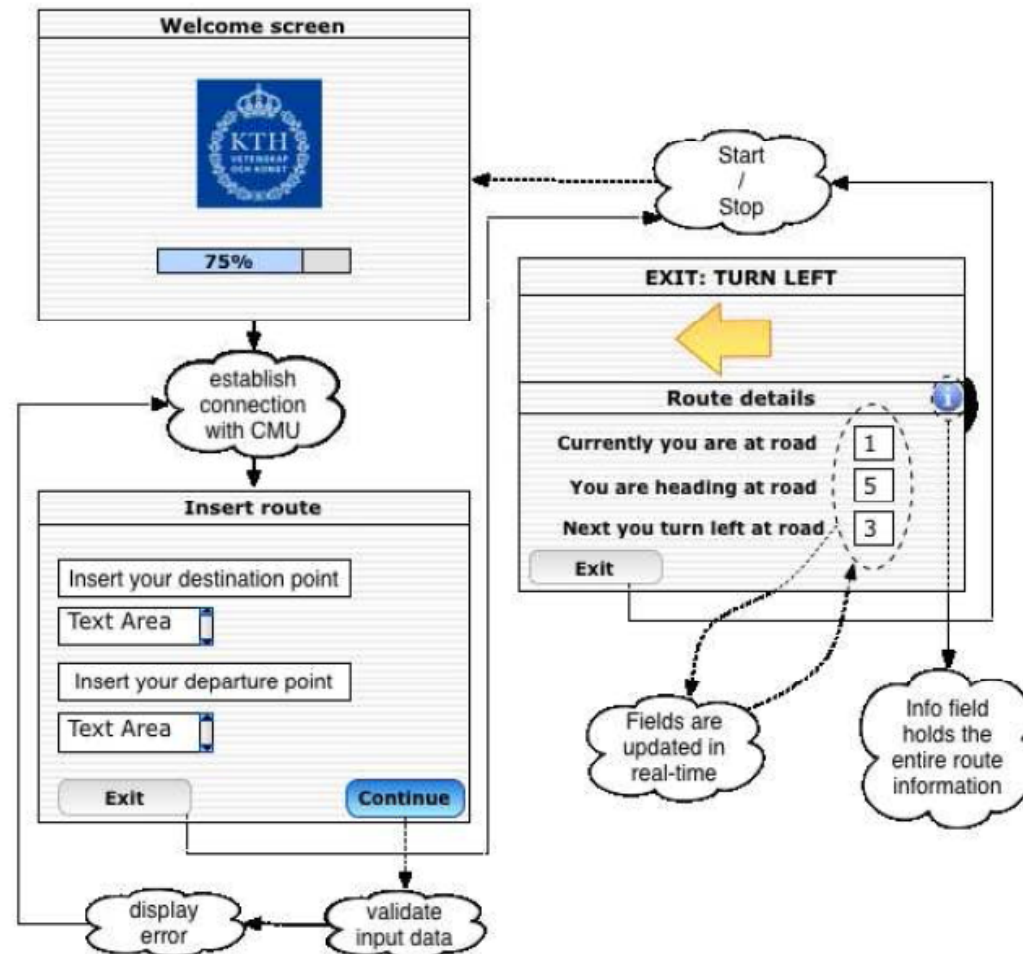 Welcome screen
KTH
VETENSKAP
OCH KONST
75%
establish
connection
with CMU
Insert route
Insert your destination point
Text Area
Insert your departure point
Text Area
Exit
Continue
display
error
validate
input data
Start
/
Stop
EXIT: TURN LEFT
Route details
i
Currently you are at road 1
You are heading at road 5
Next you turn left at road 3
Exit
Fields are
updated in
real-time
Info field
holds the
entire route
information